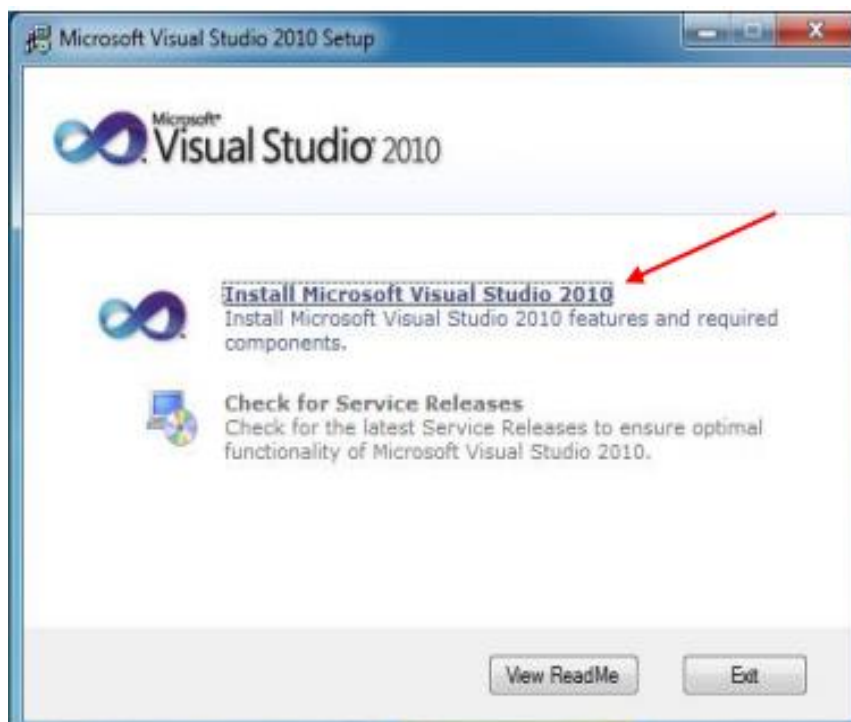 Microsoft Visual Studio 2010 Setup
Microsoft®
Visual Studio® 2010
Install Microsoft Visual Studio 2010
Install Microsoft Visual Studio 2010 features and required
components.
Check for Service Releases
Check for the latest Service Releases to ensure optimal
functionality of Microsoft Visual Studio 2010.
View ReadMe
Exit